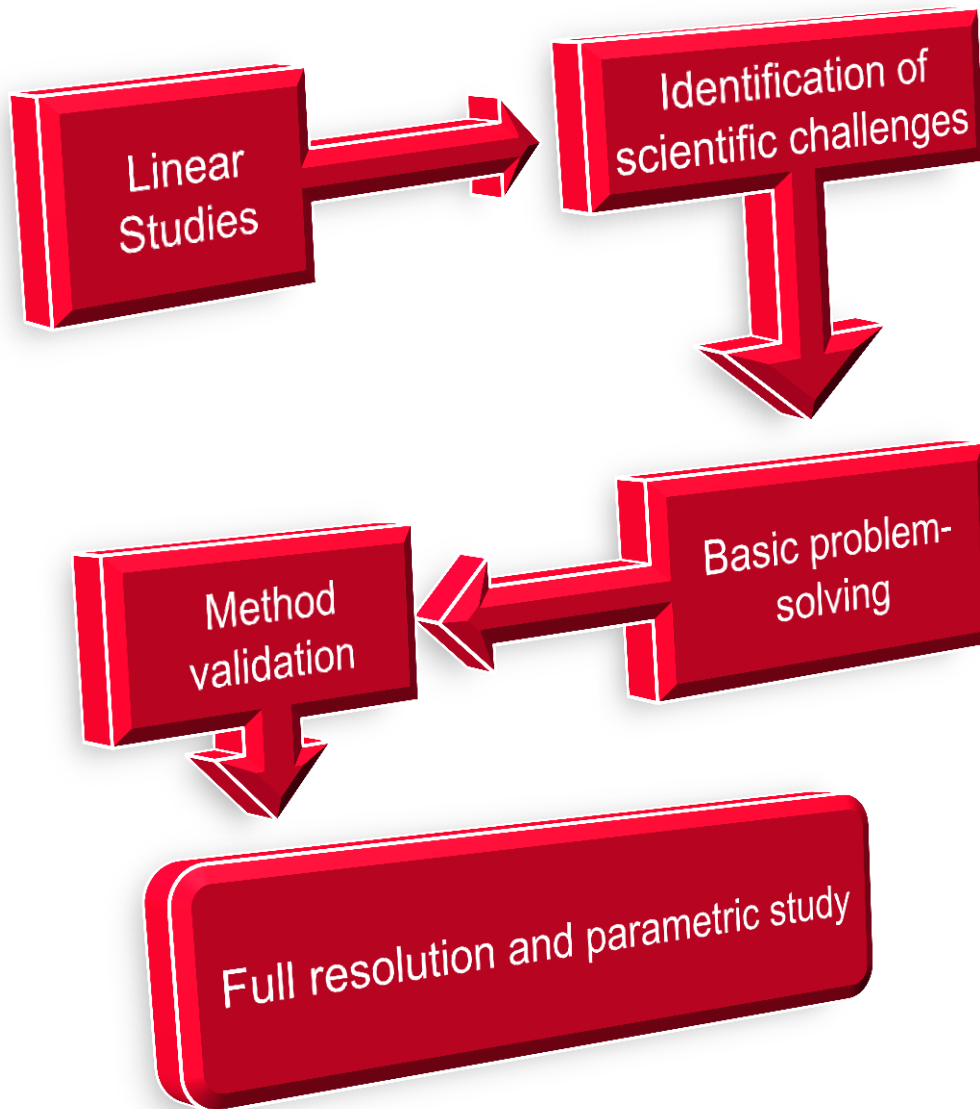 Linear
Studies
Identification of
scientific challenges
Basic problem-
solving
Method
validation
Full resolution and parametric study